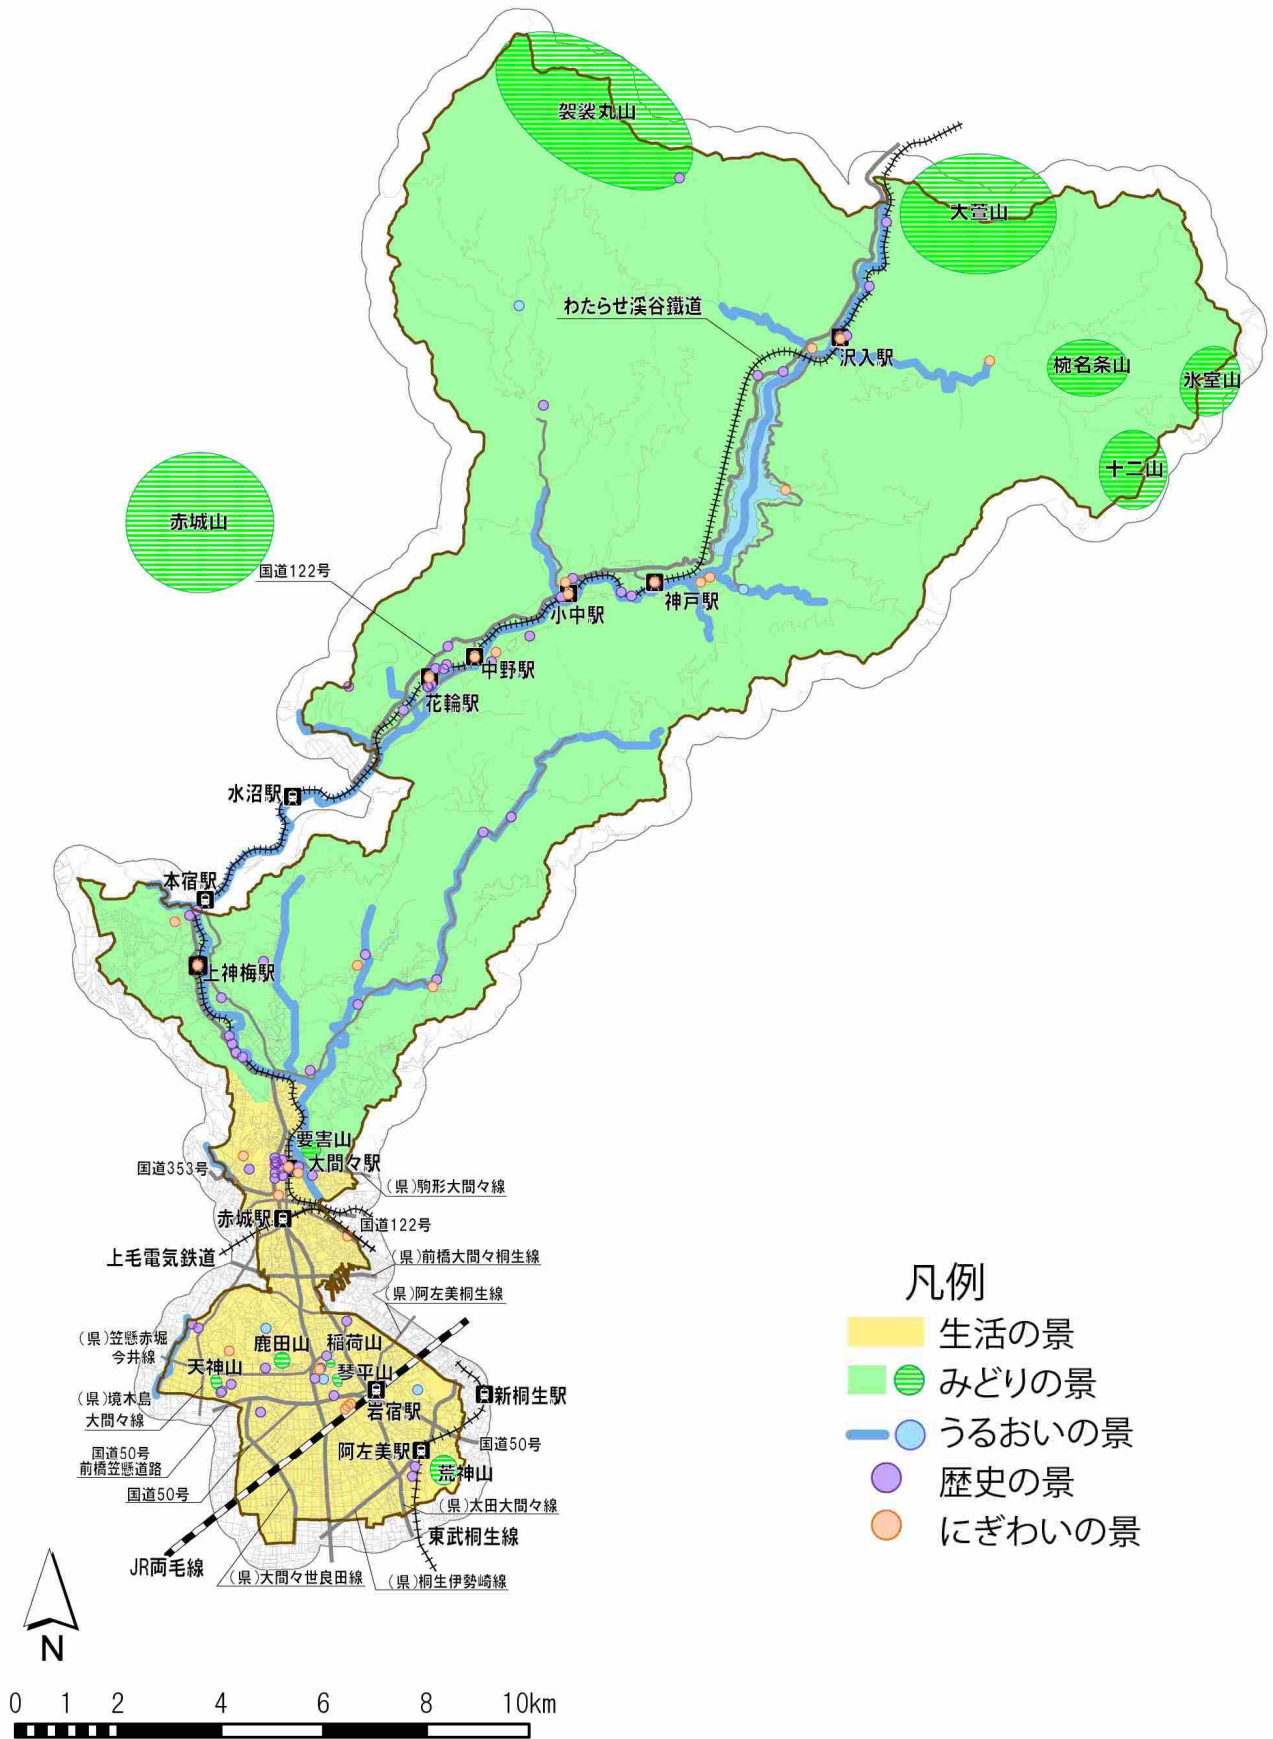 袈裟丸山
大萱山
わたらせ渓谷鐵道
沢入駅
椀名条山
氷室山
十二山
赤城山
国道122号
神戸駅
小中駅
中野駅
花輪駅
水沼駅
本宿駅
上神梅駅
要害山
大間々駅
国道353号
（県）駒形大間々線
赤城駅
国道122号
上毛電気鉄道
（県）前橋大間々桐生線
（県）阿左美桐生線
（県）笠懸赤堀
今井線
鹿田山
稲荷山
天神山
琴平山
（県）境木島
大間々線
岩宿駅
新桐生駅
国道50号
前橋笠懸道路
阿左美駅
国道50号
荒神山
国道50号
（県）太田大間々線
東武桐生線
JR両毛線
（県）大間々世良田線
（県）桐生伊勢崎線
凡例
生活の景
みどりの景
うるおいの景
歴史の景
にぎわいの景
N
0 1 2 4 6 8 10km